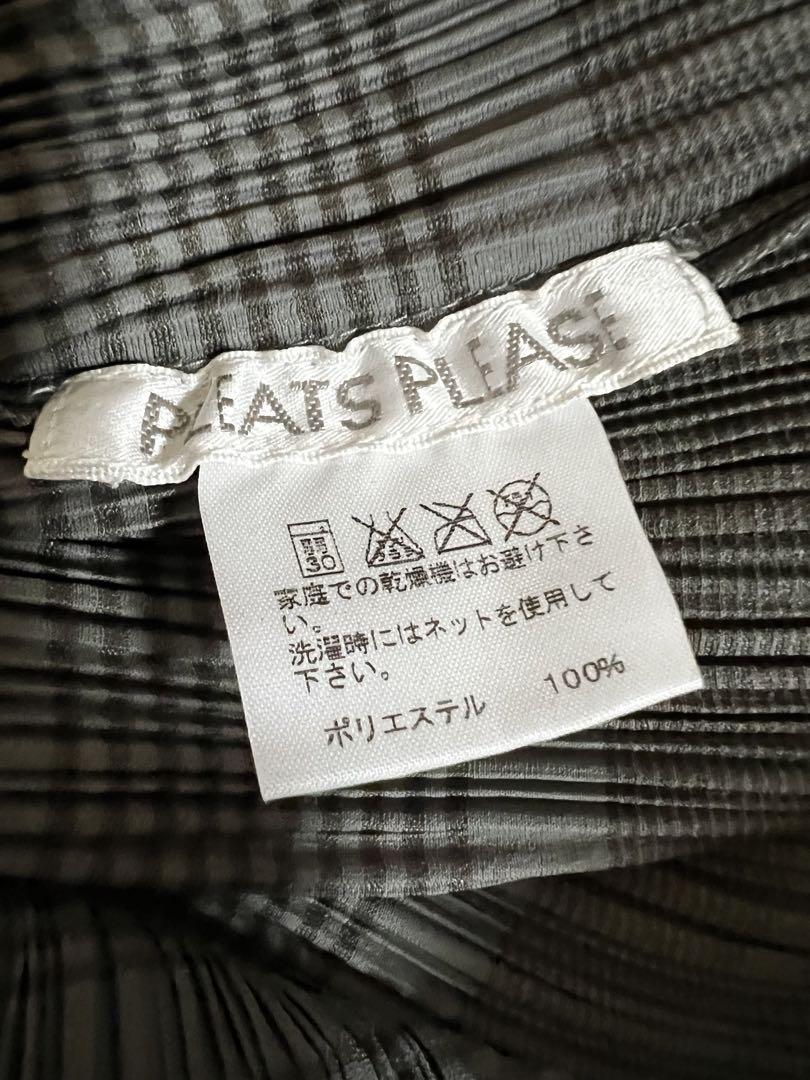 PLEATS PLEASE
弱
30
家庭での乾燥機はお避け下さ
い。
洗濯時にはネットを使用して
下さい。
ポリエステル 100%